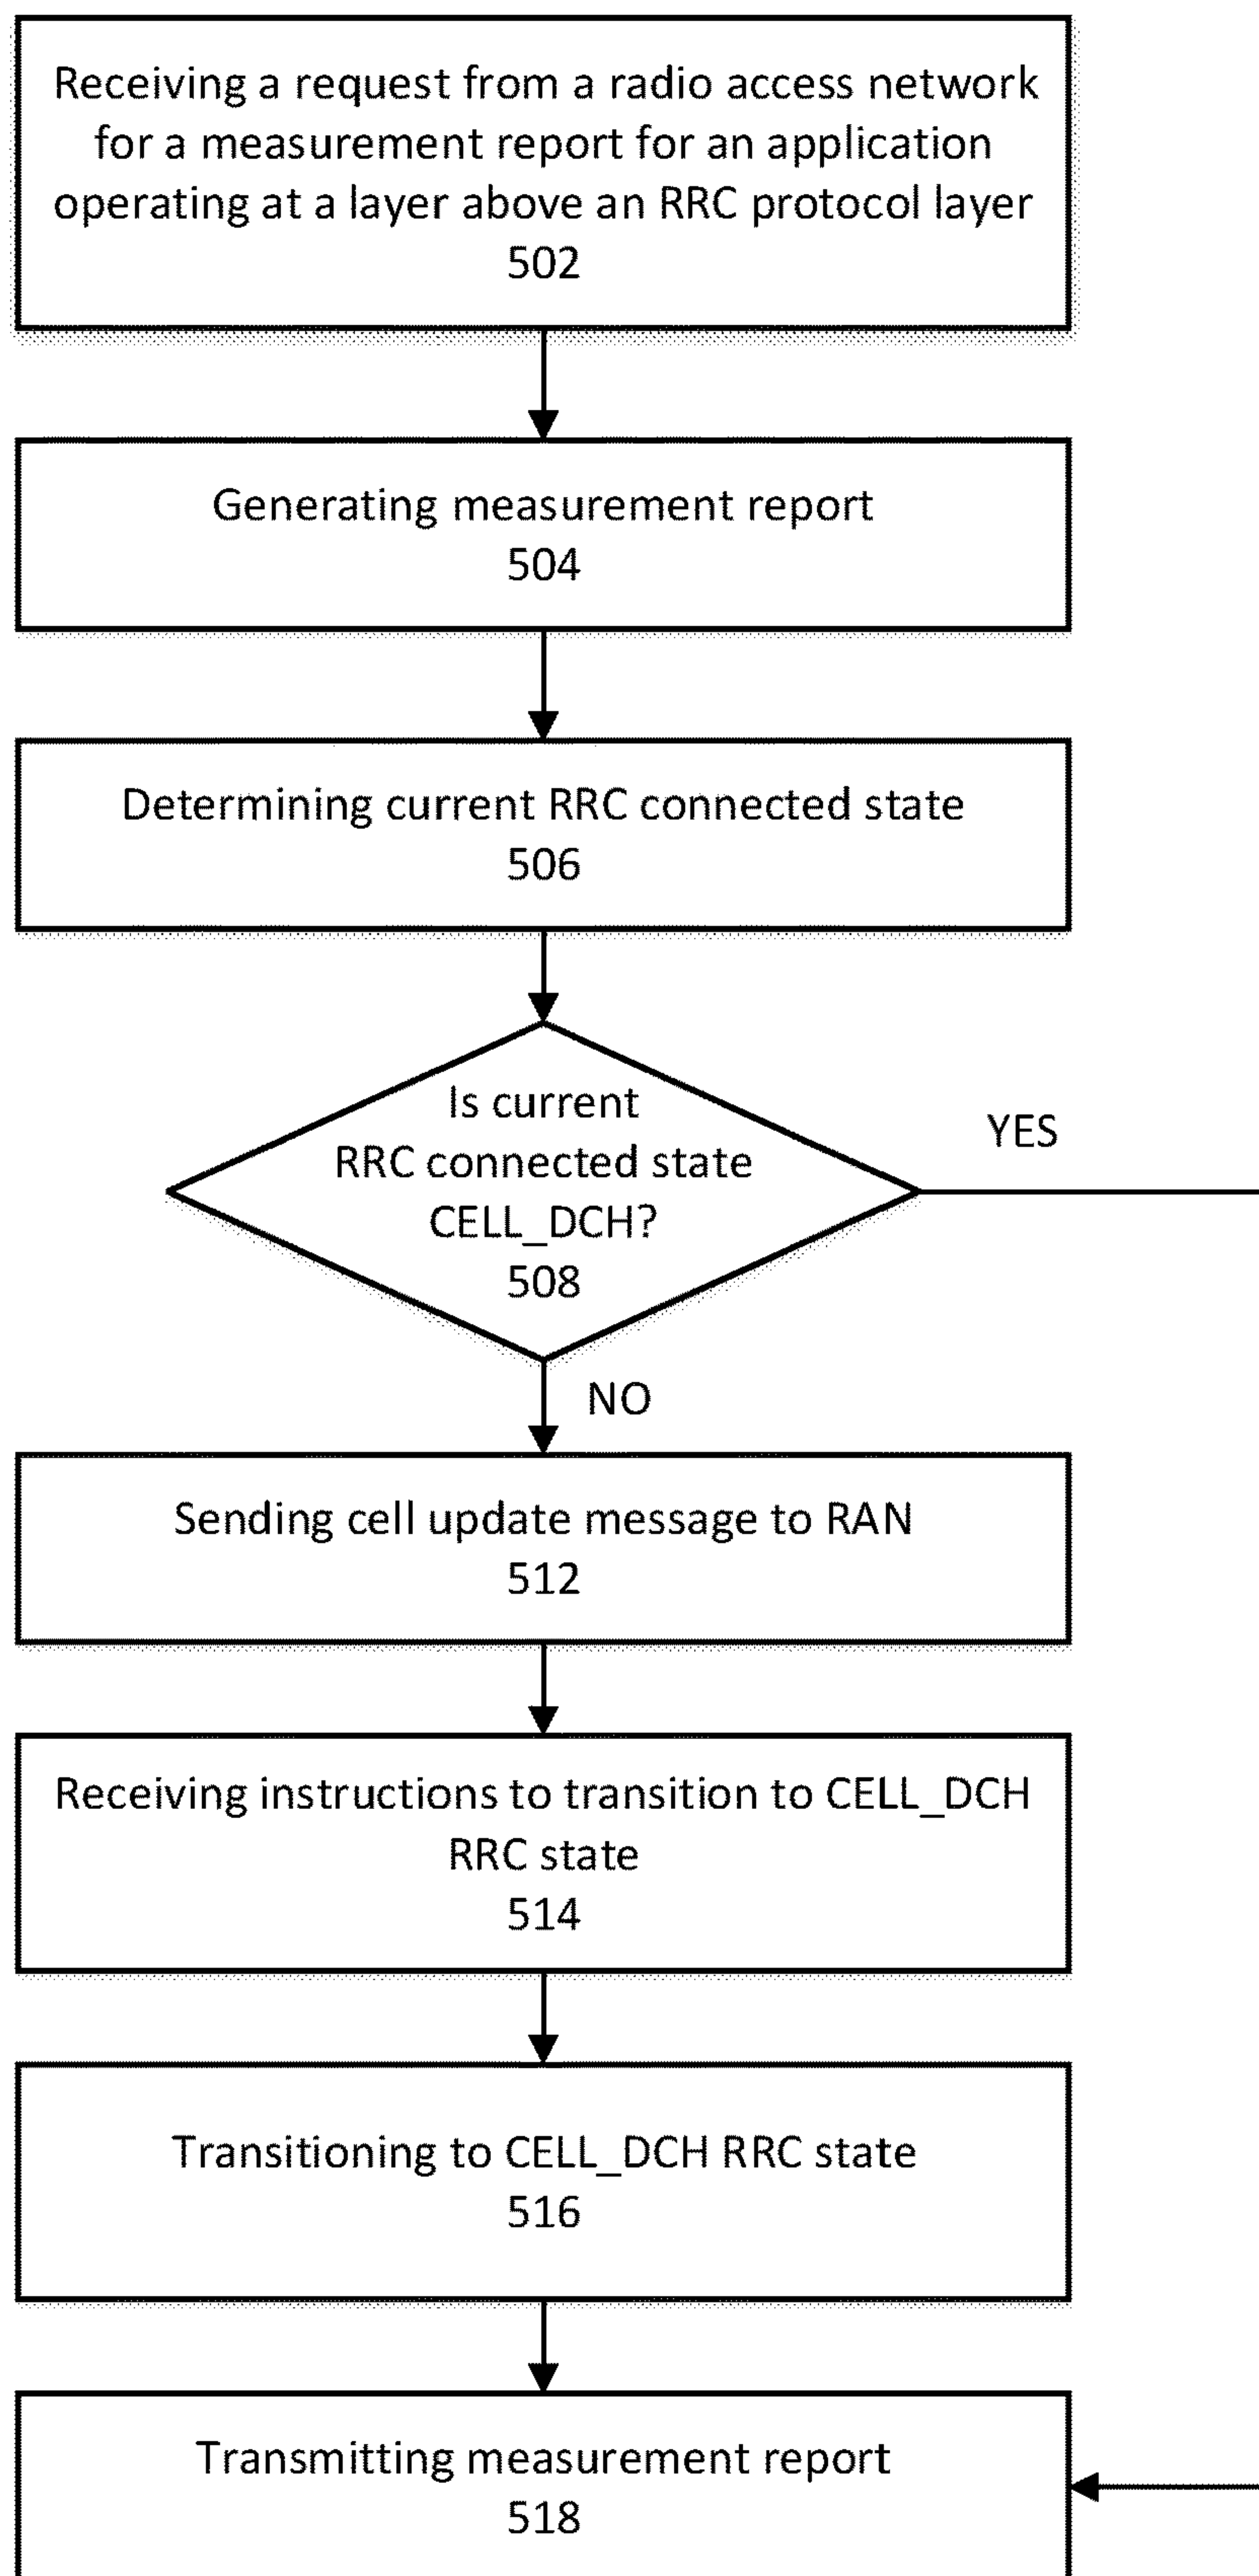 Receiving a request from a radio access network
for a measurement report for an application
operating at a layer above an RRC protocol layer
502
Generating measurement report
504
Determining current RRC connected state
506
Is current
RRC connected state
CELL_DCH?
508
YES
NO
Sending cell update message to RAN
512
Receiving instructions to transition to CELL_DCH
RRC state
514
Transitioning to CELL_DCH RRC state
516
Transmitting measurement report
518